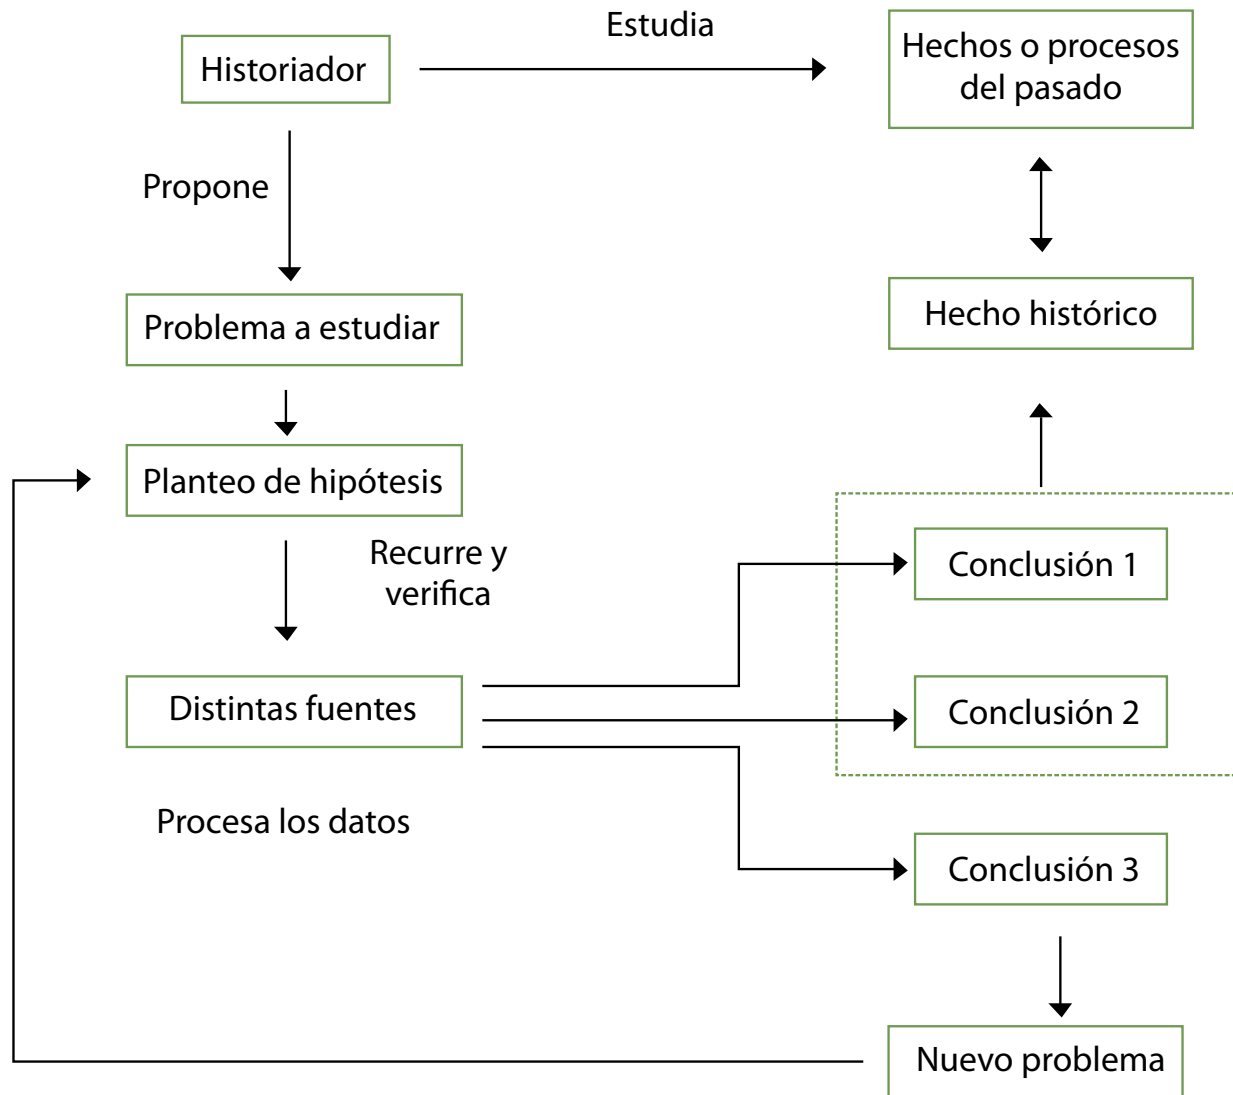 Estudia
Historiador
Hechos o procesos
del pasado
Propone
Problema a estudiar
Hecho histórico
Planteo de hipótesis
Recurre y
verifica
Conclusión 1
Distintas fuentes
Conclusión 2
Procesa los datos
Conclusión 3
Nuevo problema